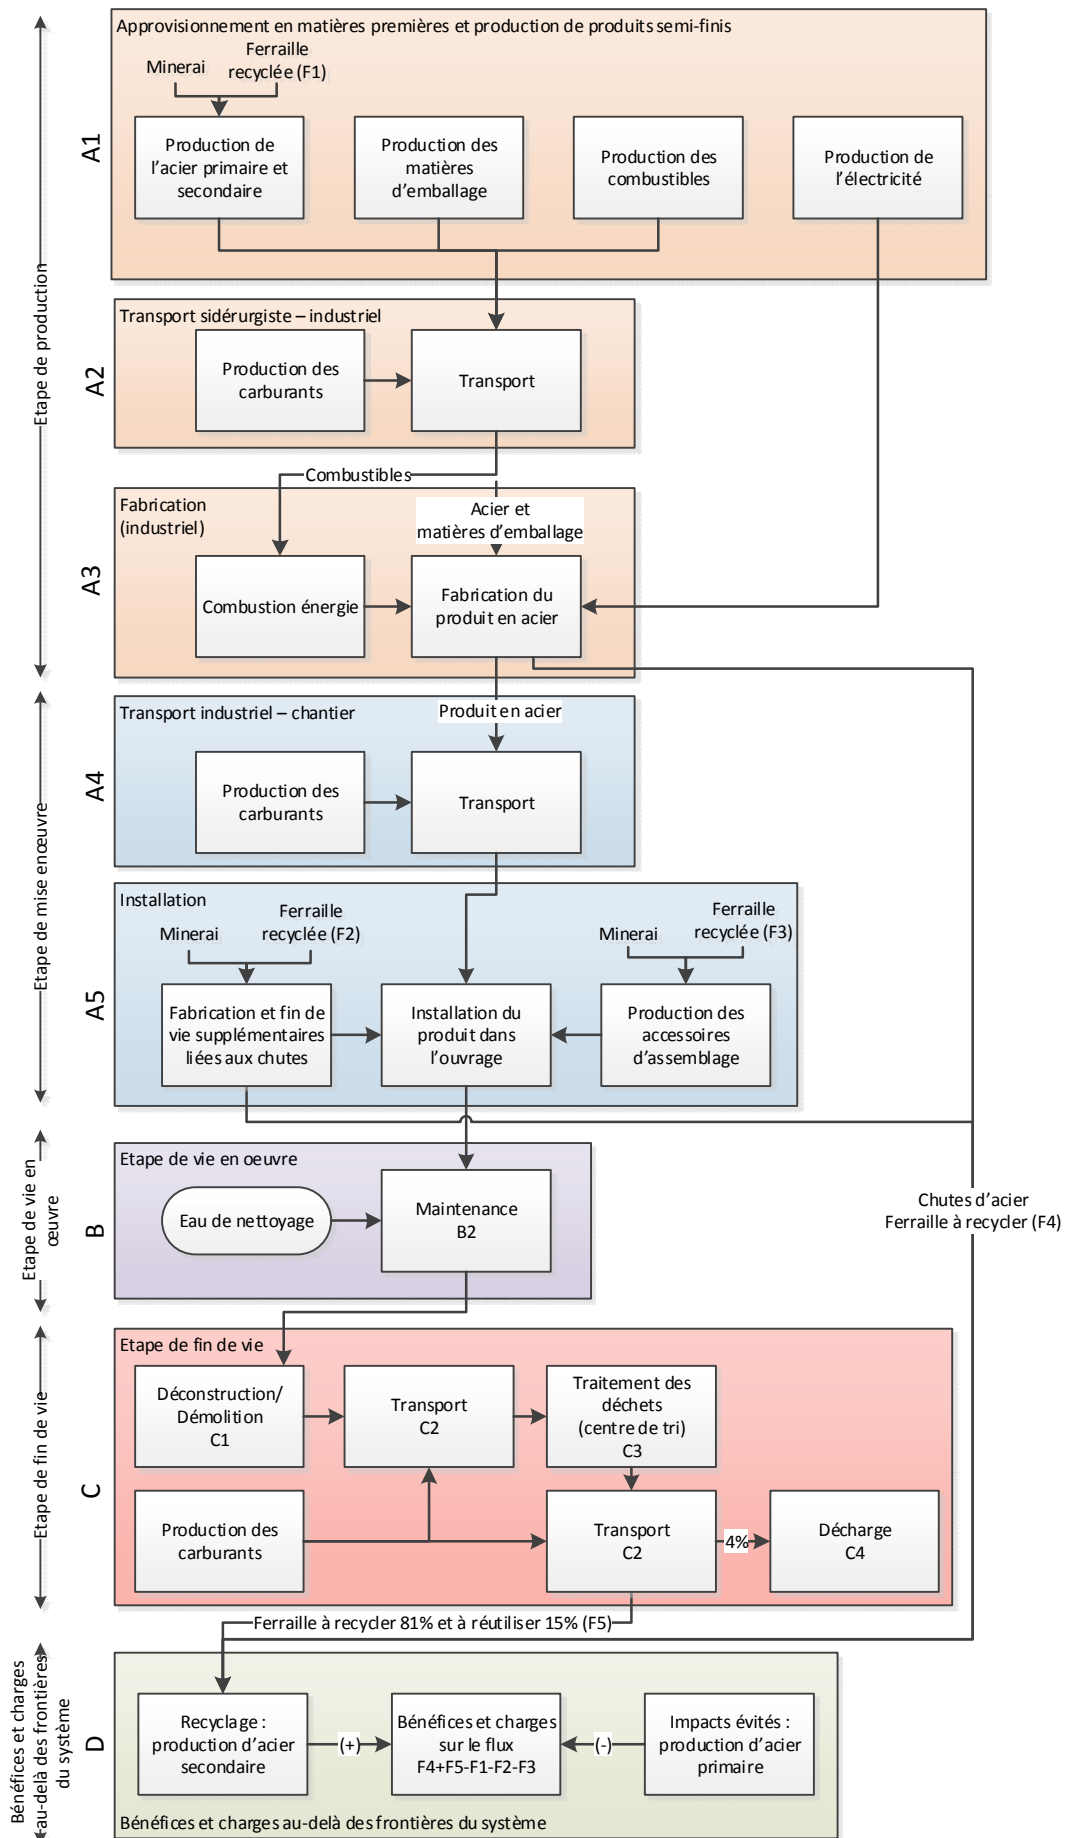 Approvisionnement en matières premières et production de produits semi-finis
Minerai
Ferraille
recyclée (F1)
A1
Production de
l'acier primaire et
secondaire
Production des
matières
d'emballage
Production des
combustibles
Production de
l'électricité
Etape de production
Transport sidérurgiste – industriel
A2
Production des
carburants
Transport
Combustibles
Fabrication
(industriel)
Acier et
matières d'emballage
A3
Combustion énergie
Fabrication du
produit en acier
Transport industriel – chantier
Produit en acier
A4
Production des
carburants
Transport
Etape de mise enœuvre
Installation
Minerai
Ferraille
recyclée (F2)
Minerai
Ferraille
recyclée (F3)
A5
Fabrication et fin de
vie supplémentaires
liées aux chutes
Installation du
produit dans
l'ouvrage
Production des
accessoires
d'assemblage
Etape de vie en
œuvre
Etape de vie en oeuvre
B
Eau de nettoyage
Maintenance
B2
Chutes d'acier
Ferraille à recycler (F4)
Etape de fin de vie
Etape de fin de vie
C
Déconstruction/
Démolition
C1
Transport
C2
Traitement des
déchets
(centre de tri)
C3
Production des
carburants
Transport
C2
4%
Décharge
C4
Ferraille à recycler 81% et à réutiliser 15% (F5)
Bénéfices et charges
au-delà des frontières
du système
D
Recyclage :
production d'acier
secondaire
(+)
Bénéfices et charges
sur le flux
F4+F5-F1-F2-F3
(-)
Impacts évités :
production d'acier
primaire
Bénéfices et charges au-delà des frontières du système